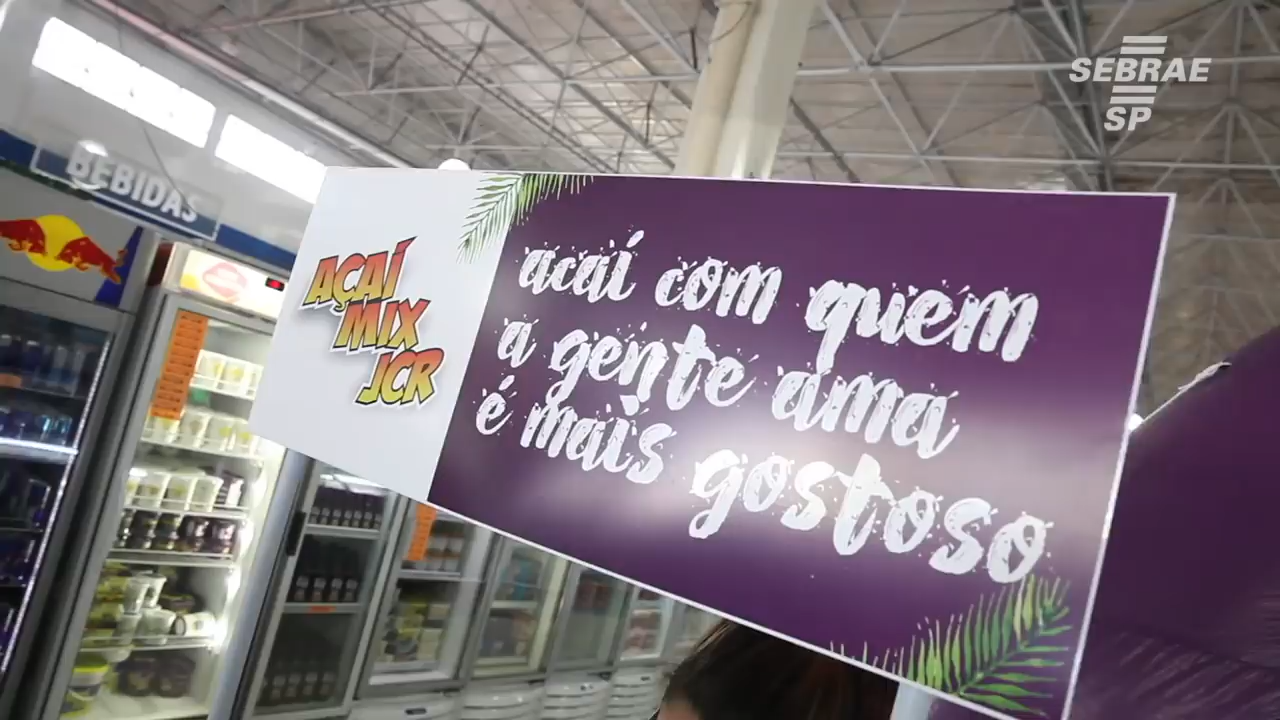 SEBRAE
SP
BEBIDAS
AÇAÍ
MIX
JCR
açaí com quem
a gente ama
é mais gostoso